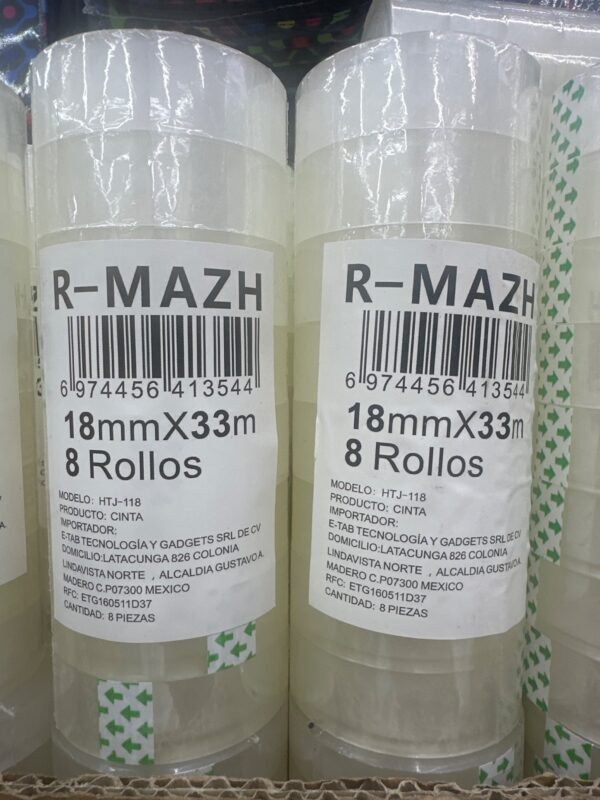 R-MAZH
6 974456 413544
18mmX33m
8 Rollos
MODELO: HTJ-118
PRODUCTO: CINTA
IMPORTADOR:
E-TAB TECNOLOGÍA Y GADGETS SRL DE CV
DOMICILIO:LATACUNGA 826 COLONIA
LINDAVISTA NORTE , ALCALDIA GUSTAVO A.
MADERO C.P07300 MEXICO
RFC: ETG160511D37
CANTIDAD: 8 PIEZAS
R-MAZH
6 974456 413544
18mmX33m
8 Rollos
MODELO: HTJ-118
PRODUCTO: CINTA
IMPORTADOR:
E-TAB TECNOLOGÍA Y GADGETS SRL DE CV
DOMICILIO:LATACUNGA 826 COLONIA
LINDAVISTA NORTE , ALCALDIA GUSTAVO A.
MADERO C.P07300 MEXICO
RFC: ETG160511D37
CANTIDAD: 8 PIEZAS